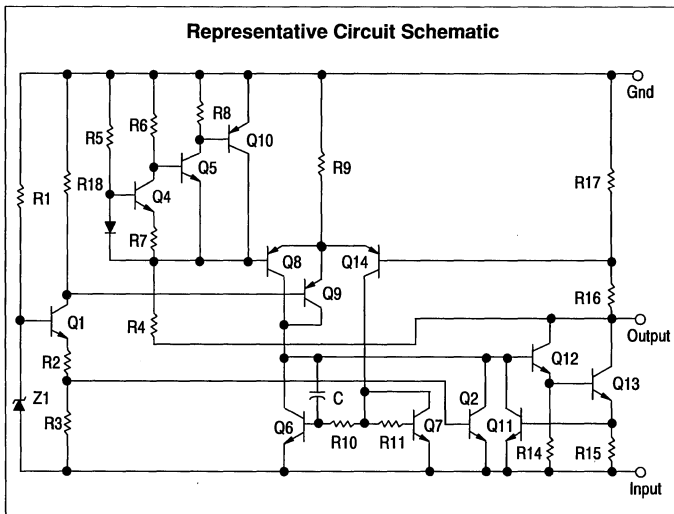 Representative Circuit Schematic
Gnd
R8
R6
R5
Q10
Q5
R9
R1
R18
Q4
R17
R7
Q8
Q14
Q9
R16
Q1
R4
Output
Q12
R2
Q13
Z1
C
Q2
R3
Q6
Q7
Q11
R10
R11
R14
R15
Input